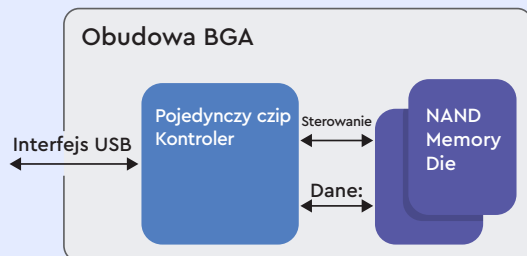 Obudowa BGA
Interfejs USB
Pojedynczy czip
Kontroler
Sterowanie
Dane:
NAND
Memory
Die